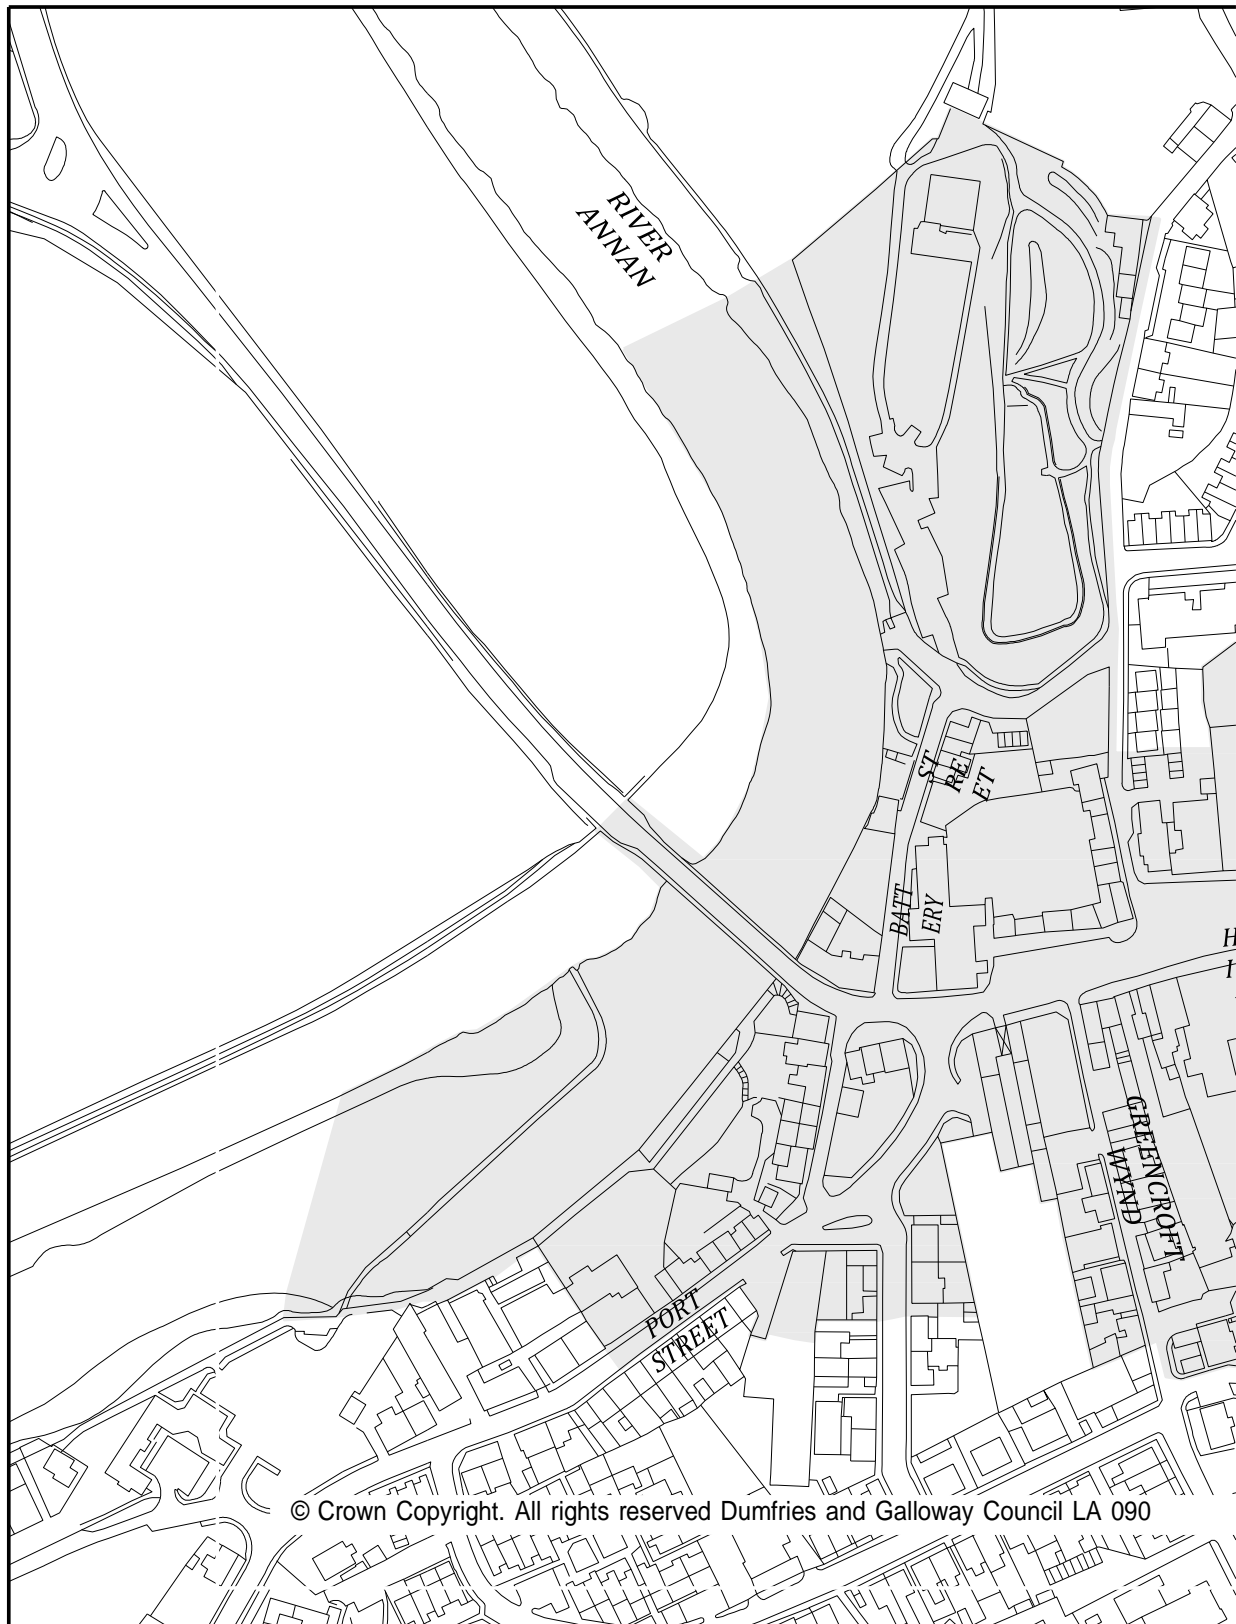 RIVER
ANNAN
ST
RE
ET
BATT
ERY
H
I
GREENCROFT
WYND
PORT
STREET
© Crown Copyright. All rights reserved Dumfries and Galloway Council LA 090